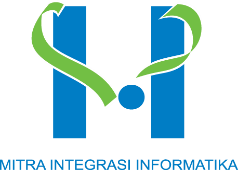 MITRA INTEGRASI INFORMATIKA